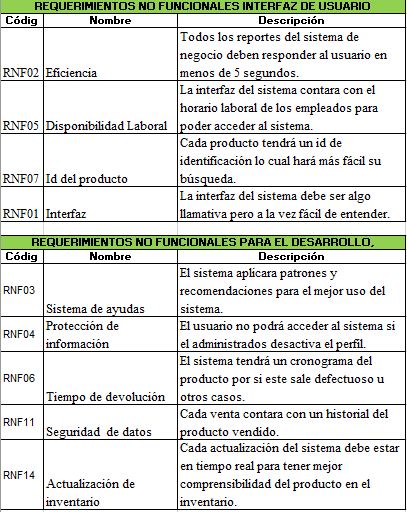 REQUERIMIENTOS NO FUNCIONALES INTERFAZ DE USUARIO
Código Nombre Descripción
Todos los reportes del sistema de
negocio deben responder al usuario en
RNF02 Eficiencia menos de 5 segundos.
La interfaz del sistema contara con el
horario laboral de los empleados para
RNF05 Disponibilidad Laboral poder acceder al sistema.
Cada producto tendrá un id de
identificación lo cual hará más fácil su
RNF07 Id del producto búsqueda.
La interfaz del sistema debe ser algo
RNF01 Interfaz llamativa pero a la vez fácil de entender.
REQUERIMIENTOS NO FUNCIONALES PARA EL DESARROLLO,
Códig Nombre Descripción
El sistema aplicara patrones y
RNF03 recomendaciones para el mejor uso del
Sistema de ayudas sistema.
Protección de El usuario no podrá acceder al sistema si
RNF04 información el administrados desactiva el perfil.
El sistema tendrá un cronograma del
RNF06 producto por si este sale defectuoso u
Tiempo de devolución otros casos.
RNF11 Cada venta contara con un historial del
Seguridad de datos producto vendido.
Cada actualización del sistema debe estar
RNF14 en tiempo real para tener mejor
Actualización de comprensibilidad del producto en el
inventario inventario.